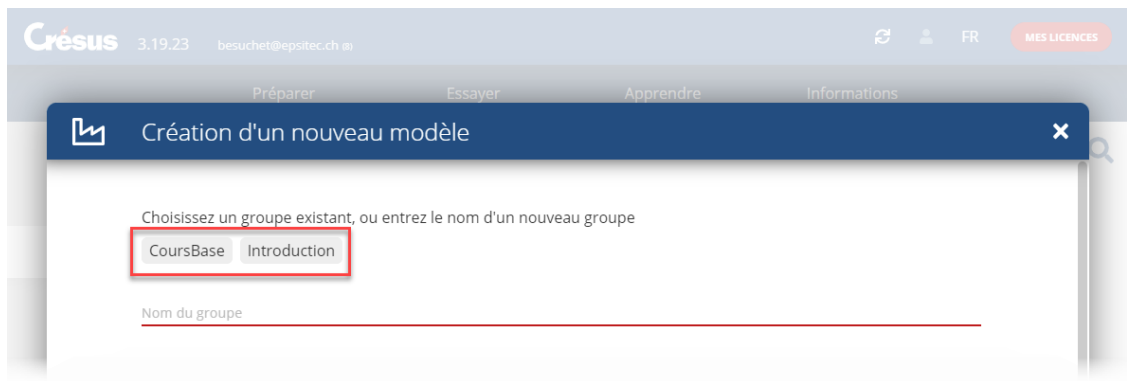 Crésus 3.19.23 besuchet@epsitec.ch FR MES LICENCES
Préparer Essayer Apprendre Informations
Création d'un nouveau modèle
Choisissez un groupe existant, ou entrez le nom d'un nouveau groupe
CoursBase Introduction
Nom du groupe